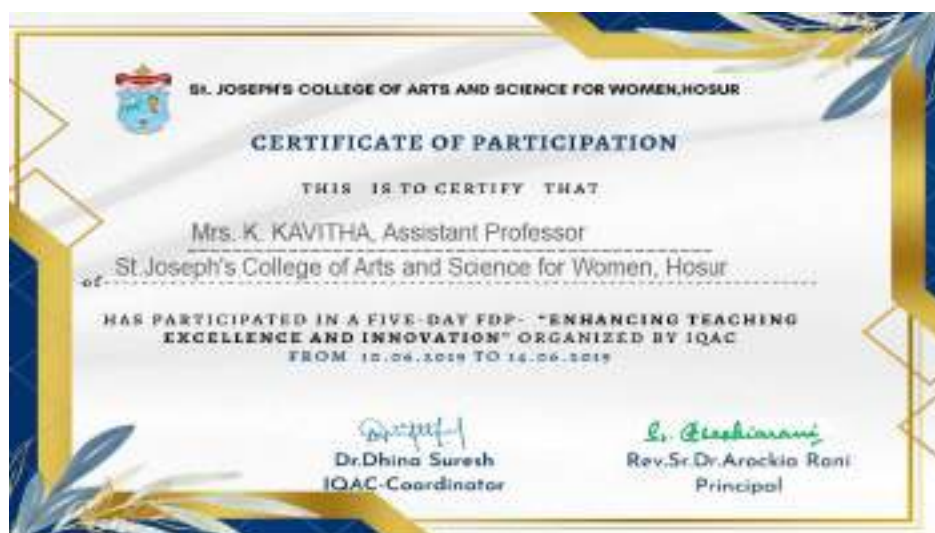 St. JOSEPH'S COLLEGE OF ARTS AND SCIENCE FOR WOMEN,HOSUR
CERTIFICATE OF PARTICIPATION
THIS IS TO CERTIFY THAT
Mrs. K. KAVITHA, Assistant Professor
of St.Joseph's College of Arts and Science for Women, Hosur
HAS PARTICIPATED IN A FIVE-DAY FDP- "ENHANCING TEACHING
EXCELLENCE AND INNOVATION" ORGANIZED BY IQAC
FROM 10.06.2019 TO 14.06.2019
Dr.Dhina Suresh
IQAC-Coordinator
Rev.Sr.Dr.Arockia Rani
Principal